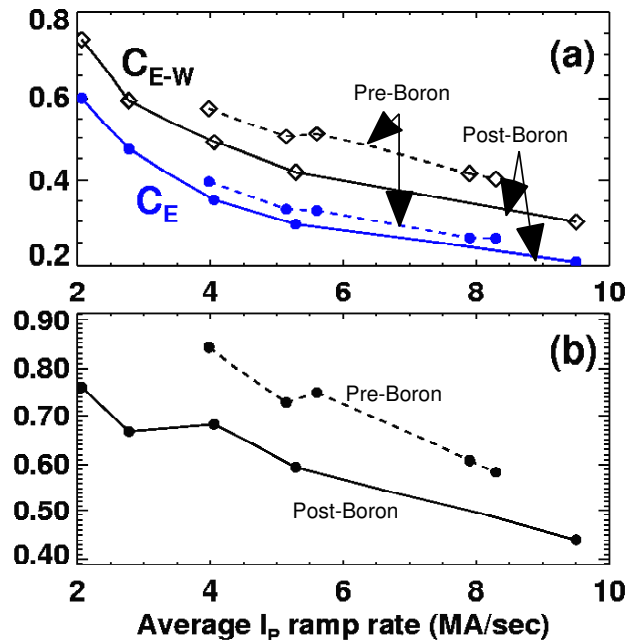 0.8
(a)
C_E-W
Pre-Boron
0.6
Post-Boron
0.4
C_E
0.2
2 4 6 8 10
0.90
(b)
0.80
Pre-Boron
0.70
0.60
Post-Boron
0.50
0.40
2 4 6 8 10
Average I_P ramp rate (MA/sec)